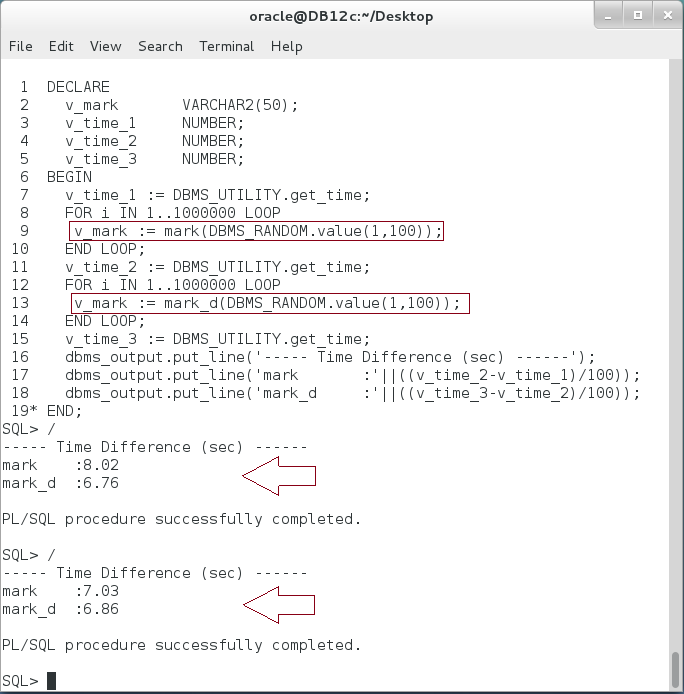 oracle@DB12c:~/Desktop
File Edit View Search Terminal Help
1 DECLARE
2 v_mark VARCHAR2(50);
3 v_time_1 NUMBER;
4 v_time_2 NUMBER;
5 v_time_3 NUMBER;
6 BEGIN
7 v_time_1 := DBMS_UTILITY.get_time;
8 FOR i IN 1..1000000 LOOP
9 v_mark := mark(DBMS_RANDOM.value(1,100));
10 END LOOP;
11 v_time_2 := DBMS_UTILITY.get_time;
12 FOR i IN 1..1000000 LOOP
13 v_mark := mark_d(DBMS_RANDOM.value(1,100));
14 END LOOP;
15 v_time_3 := DBMS_UTILITY.get_time;
16 dbms_output.put_line('----- Time Difference (sec) ------');
17 dbms_output.put_line('mark :'||((v_time_2-v_time_1)/100));
18 dbms_output.put_line('mark_d :'||((v_time_3-v_time_2)/100));
19* END;
SQL> /
----- Time Difference (sec) ------
mark :8.02
mark_d :6.76
PL/SQL procedure successfully completed.
SQL> /
----- Time Difference (sec) ------
mark :7.03
mark_d :6.86
PL/SQL procedure successfully completed.
SQL>